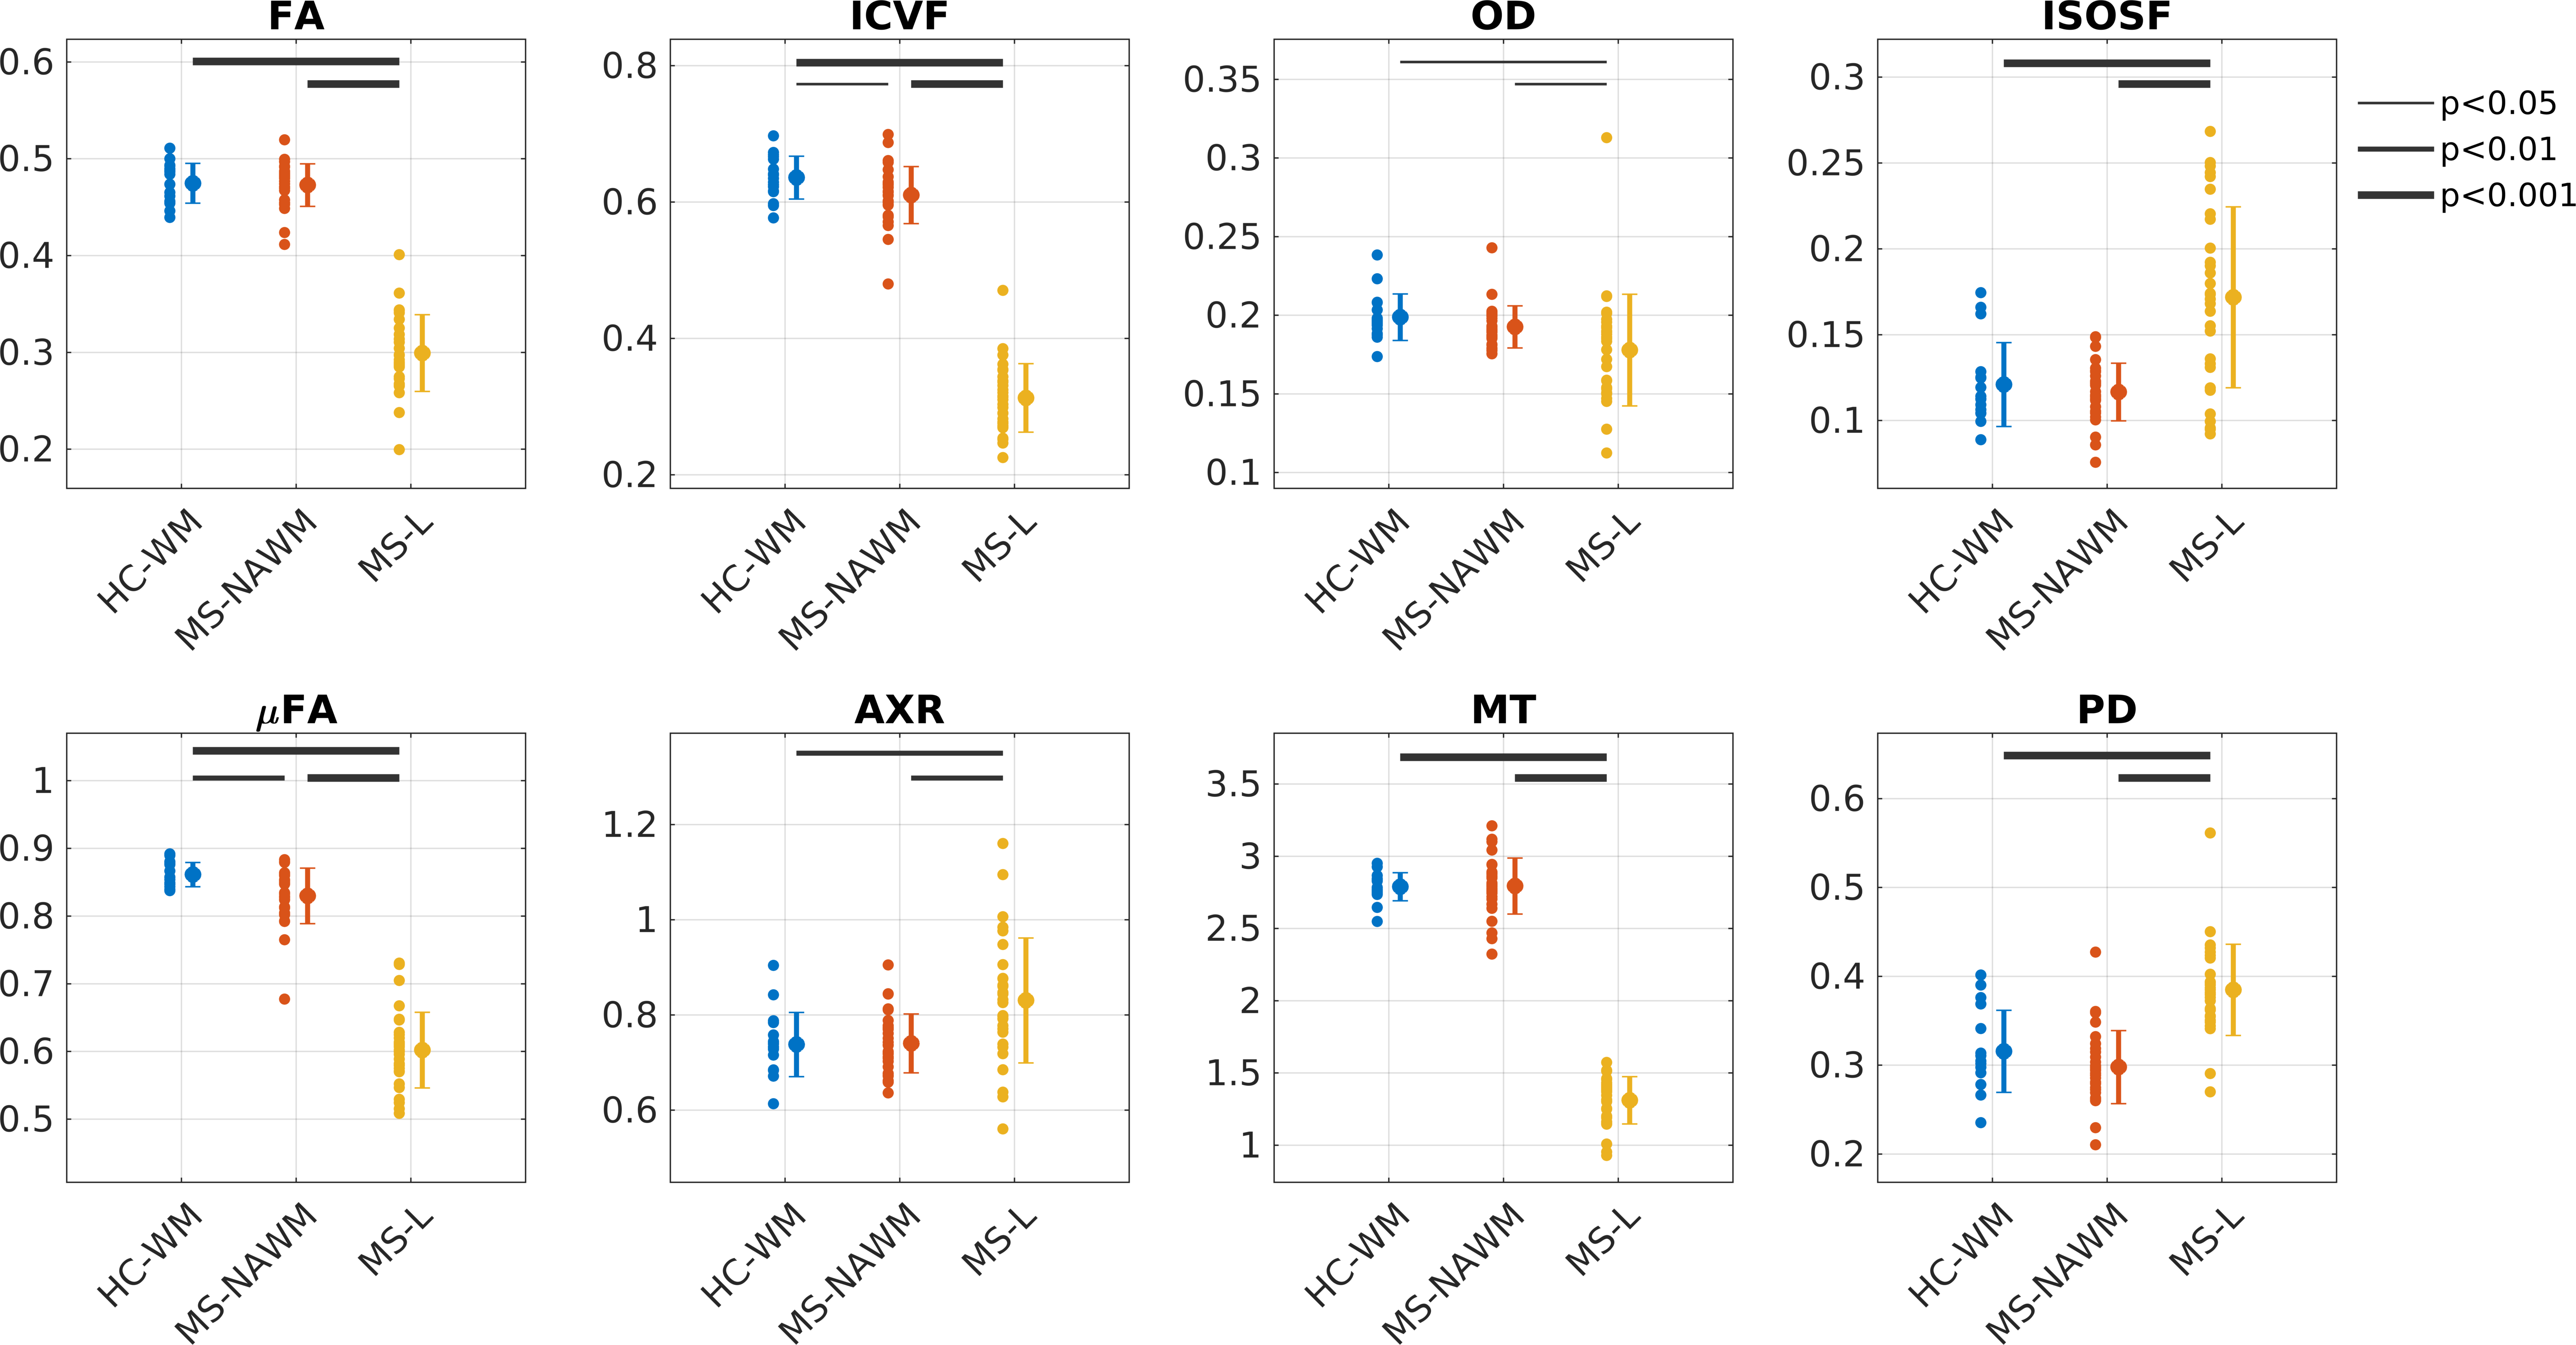 FA
0.6
0.5
0.4
0.3
0.2
HC-WM
MS-NAWM
MS-L
ICVF
0.8
0.6
0.4
0.2
HC-WM
MS-NAWM
MS-L
OD
0.35
0.3
0.25
0.2
0.15
0.1
HC-WM
MS-NAWM
MS-L
ISOSF
0.3
0.25
0.2
0.15
0.1
HC-WM
MS-NAWM
MS-L
p<0.05
p<0.01
p<0.001
μFA
1
0.9
0.8
0.7
0.6
0.5
HC-WM
MS-NAWM
MS-L
AXR
1.2
1
0.8
0.6
HC-WM
MS-NAWM
MS-L
MT
3.5
3
2.5
2
1.5
1
HC-WM
MS-NAWM
MS-L
PD
0.6
0.5
0.4
0.3
0.2
HC-WM
MS-NAWM
MS-L